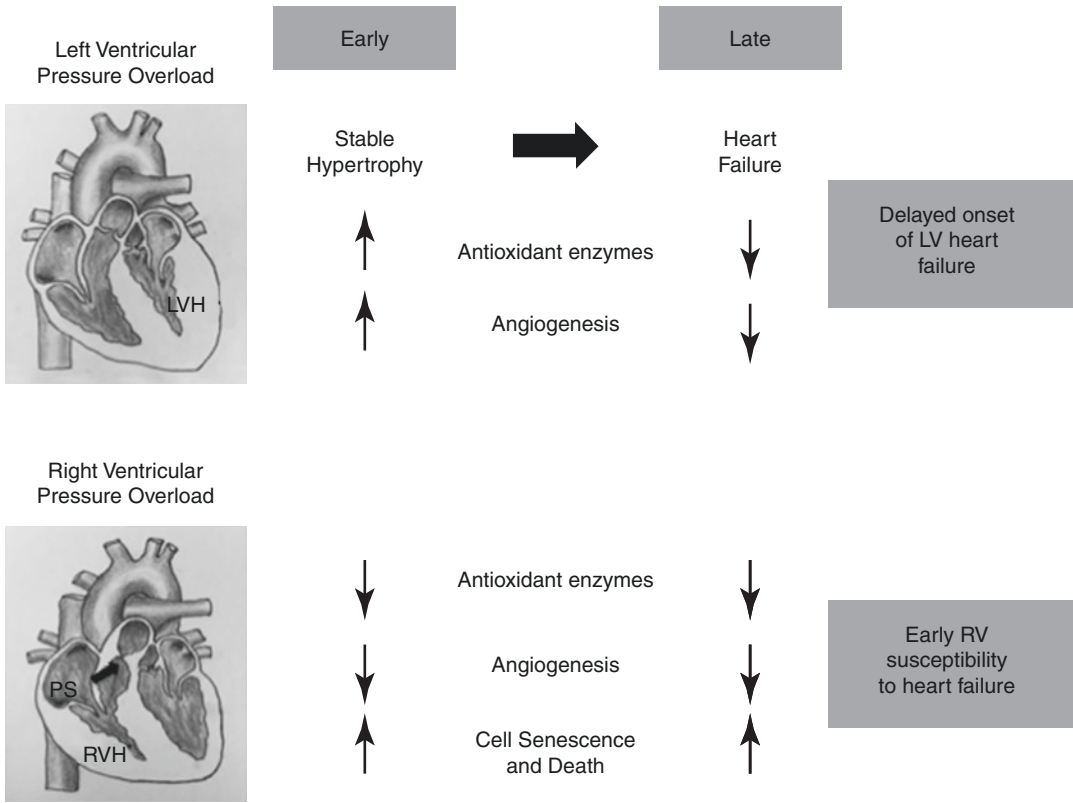 Left Ventricular
Pressure Overload
Early
Late
Stable
Hypertrophy
Heart
Failure
Antioxidant enzymes
Angiogenesis
LVH
Delayed onset
of LV heart
failure
Right Ventricular
Pressure Overload
Antioxidant enzymes
Angiogenesis
Cell Senescence
and Death
PS
RVH
Early RV
susceptibility
to heart failure